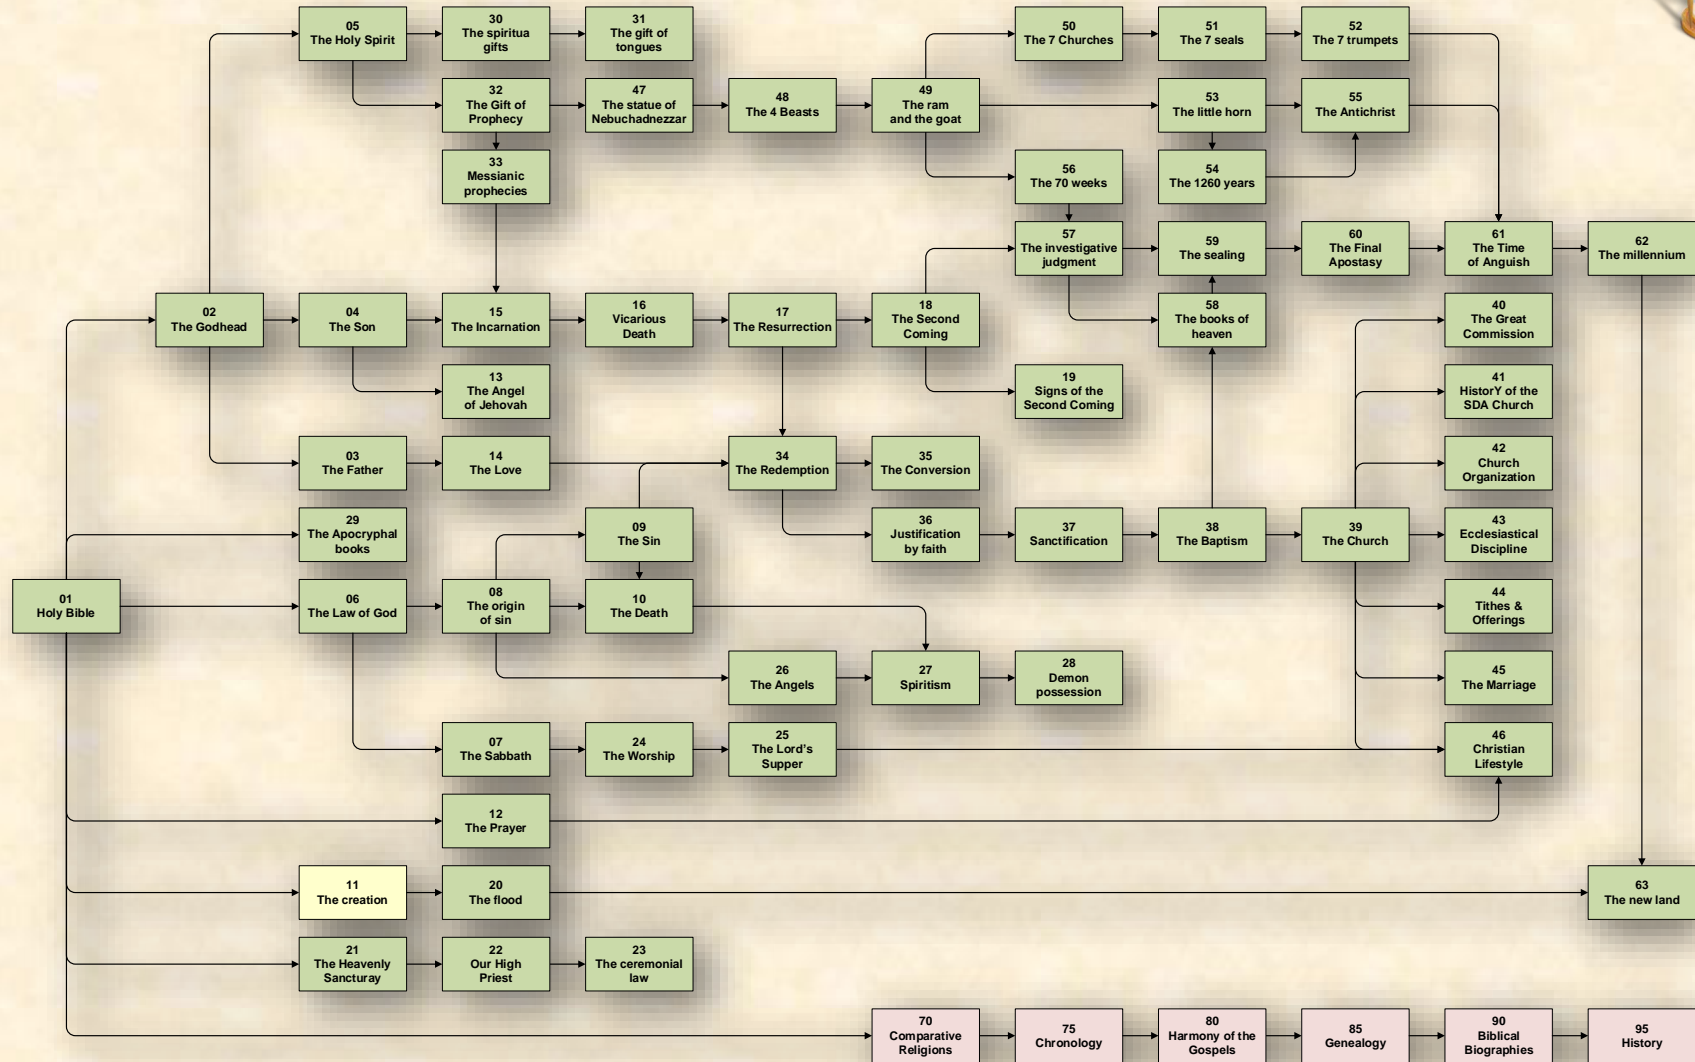 05
The Holy Spirit
30
The spiritua
gifts
31
The gift of
tongues
50
The 7 Churches
51
The 7 seals
52
The 7 trumpets
32
The Gift of
Prophecy
47
The statue of
Nebuchadnezzar
48
The 4 Beasts
49
The ram
and the goat
53
The little horn
55
The Antichrist
33
Messianic
prophecies
56
The 70 weeks
54
The 1260 years
57
The investigative
judgment
59
The sealing
60
The Final
Apostasy
61
The Time
of Anguish
62
The millennium
02
The Godhead
04
The Son
15
The Incarnation
16
Vicarious
Death
17
The Resurrection
18
The Second
Coming
58
The books of
heaven
40
The Great
Commission
13
The Angel
of Jehovah
19
Signs of the
Second Coming
41
HistorY of the
SDA Church
03
The Father
14
The Love
34
The Redemption
35
The Conversion
42
Church
Organization
29
The Apocryphal
books
09
The Sin
36
Justification
by faith
37
Sanctification
38
The Baptism
39
The Church
43
Ecclesiastical
Discipline
01
Holy Bible
06
The Law of God
08
The origin
of sin
10
The Death
44
Tithes &
Offerings
26
The Angels
27
Spiritism
28
Demon
possession
45
The Marriage
07
The Sabbath
24
The Worship
25
The Lord's
Supper
46
Christian
Lifestyle
12
The Prayer
11
The creation
20
The flood
63
The new land
21
The Heavenly
Sancturay
22
Our High
Priest
23
The ceremonial
law
70
Comparative
Religions
75
Chronology
80
Harmony of the
Gospels
85
Genealogy
90
Biblical
Biographies
95
History